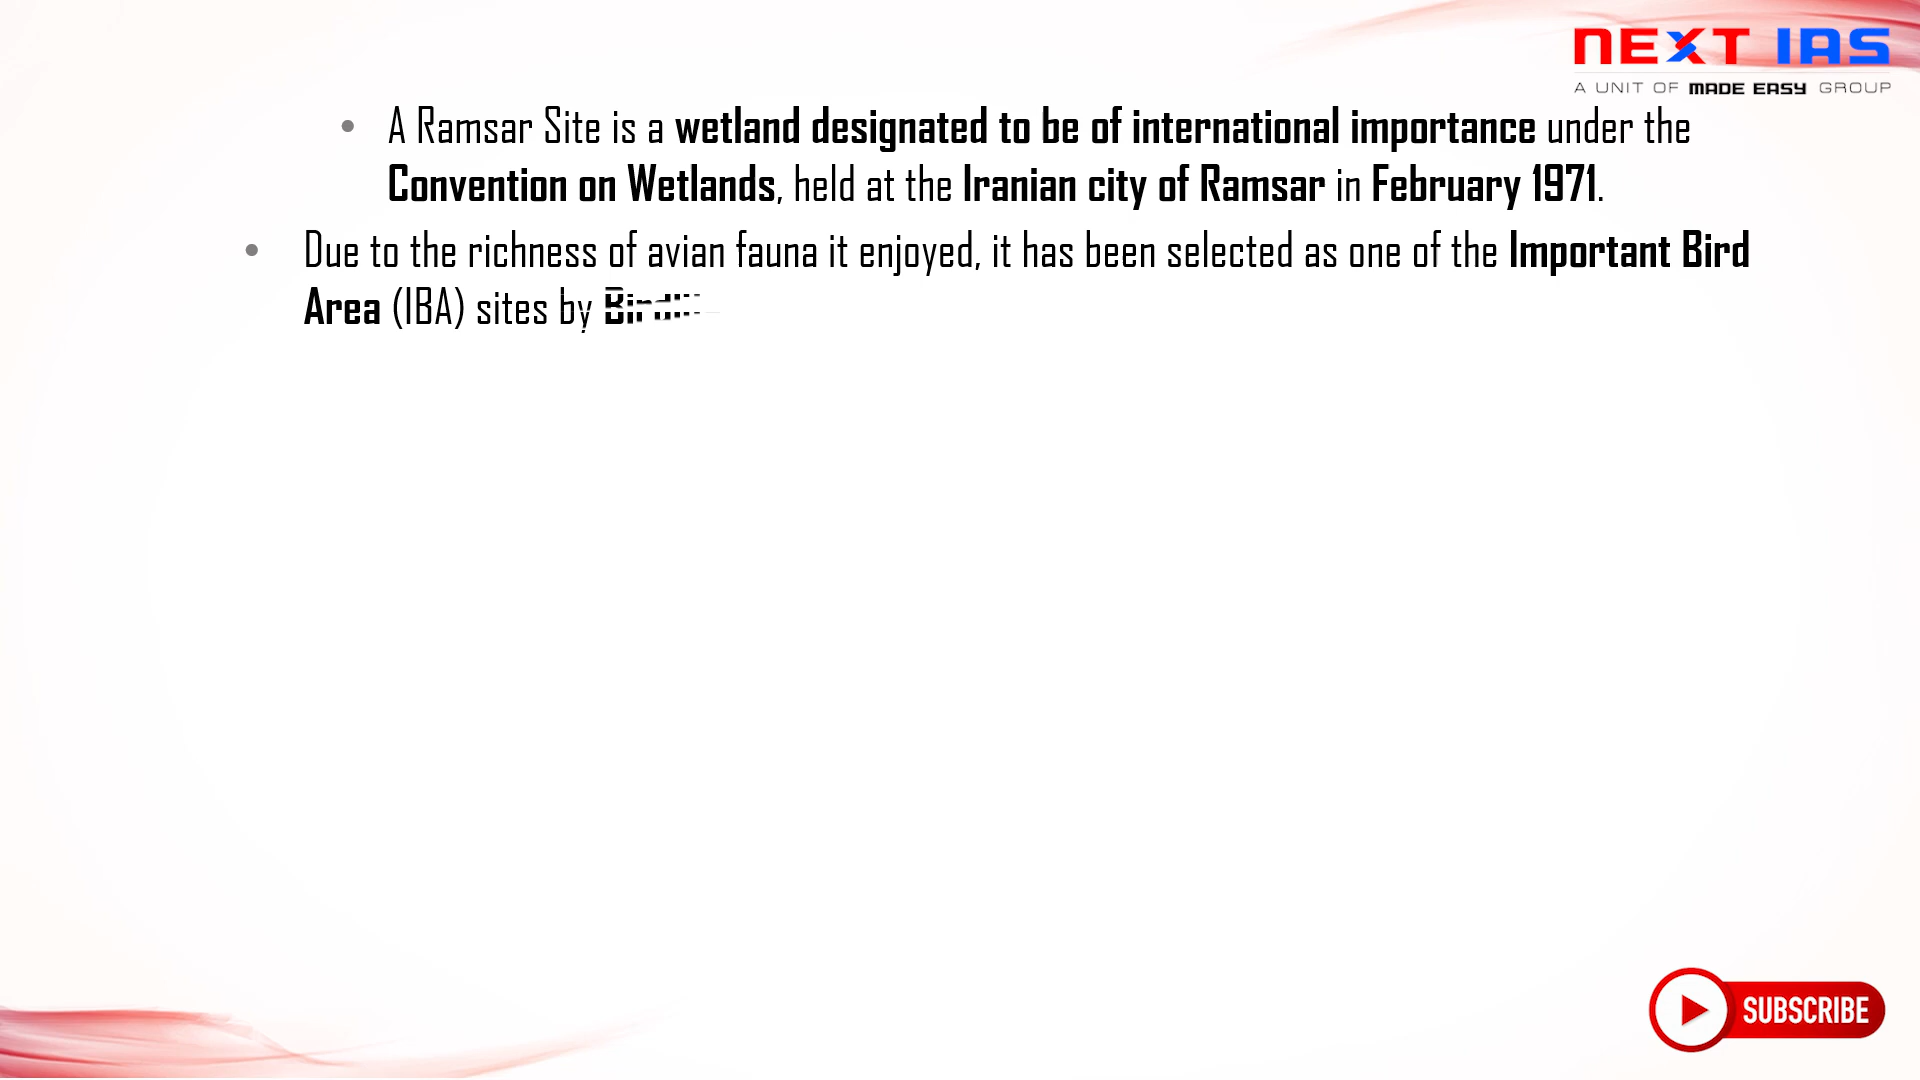 NEXT IAS
A UNIT OF MADE EASY GROUP
• A Ramsar Site is a wetland designated to be of international importance under the
Convention on Wetlands, held at the Iranian city of Ramsar in February 1971.
• Due to the richness of avian fauna it enjoyed, it has been selected as one of the Important Bird
Area (IBA) sites by
SUBSCRIBE